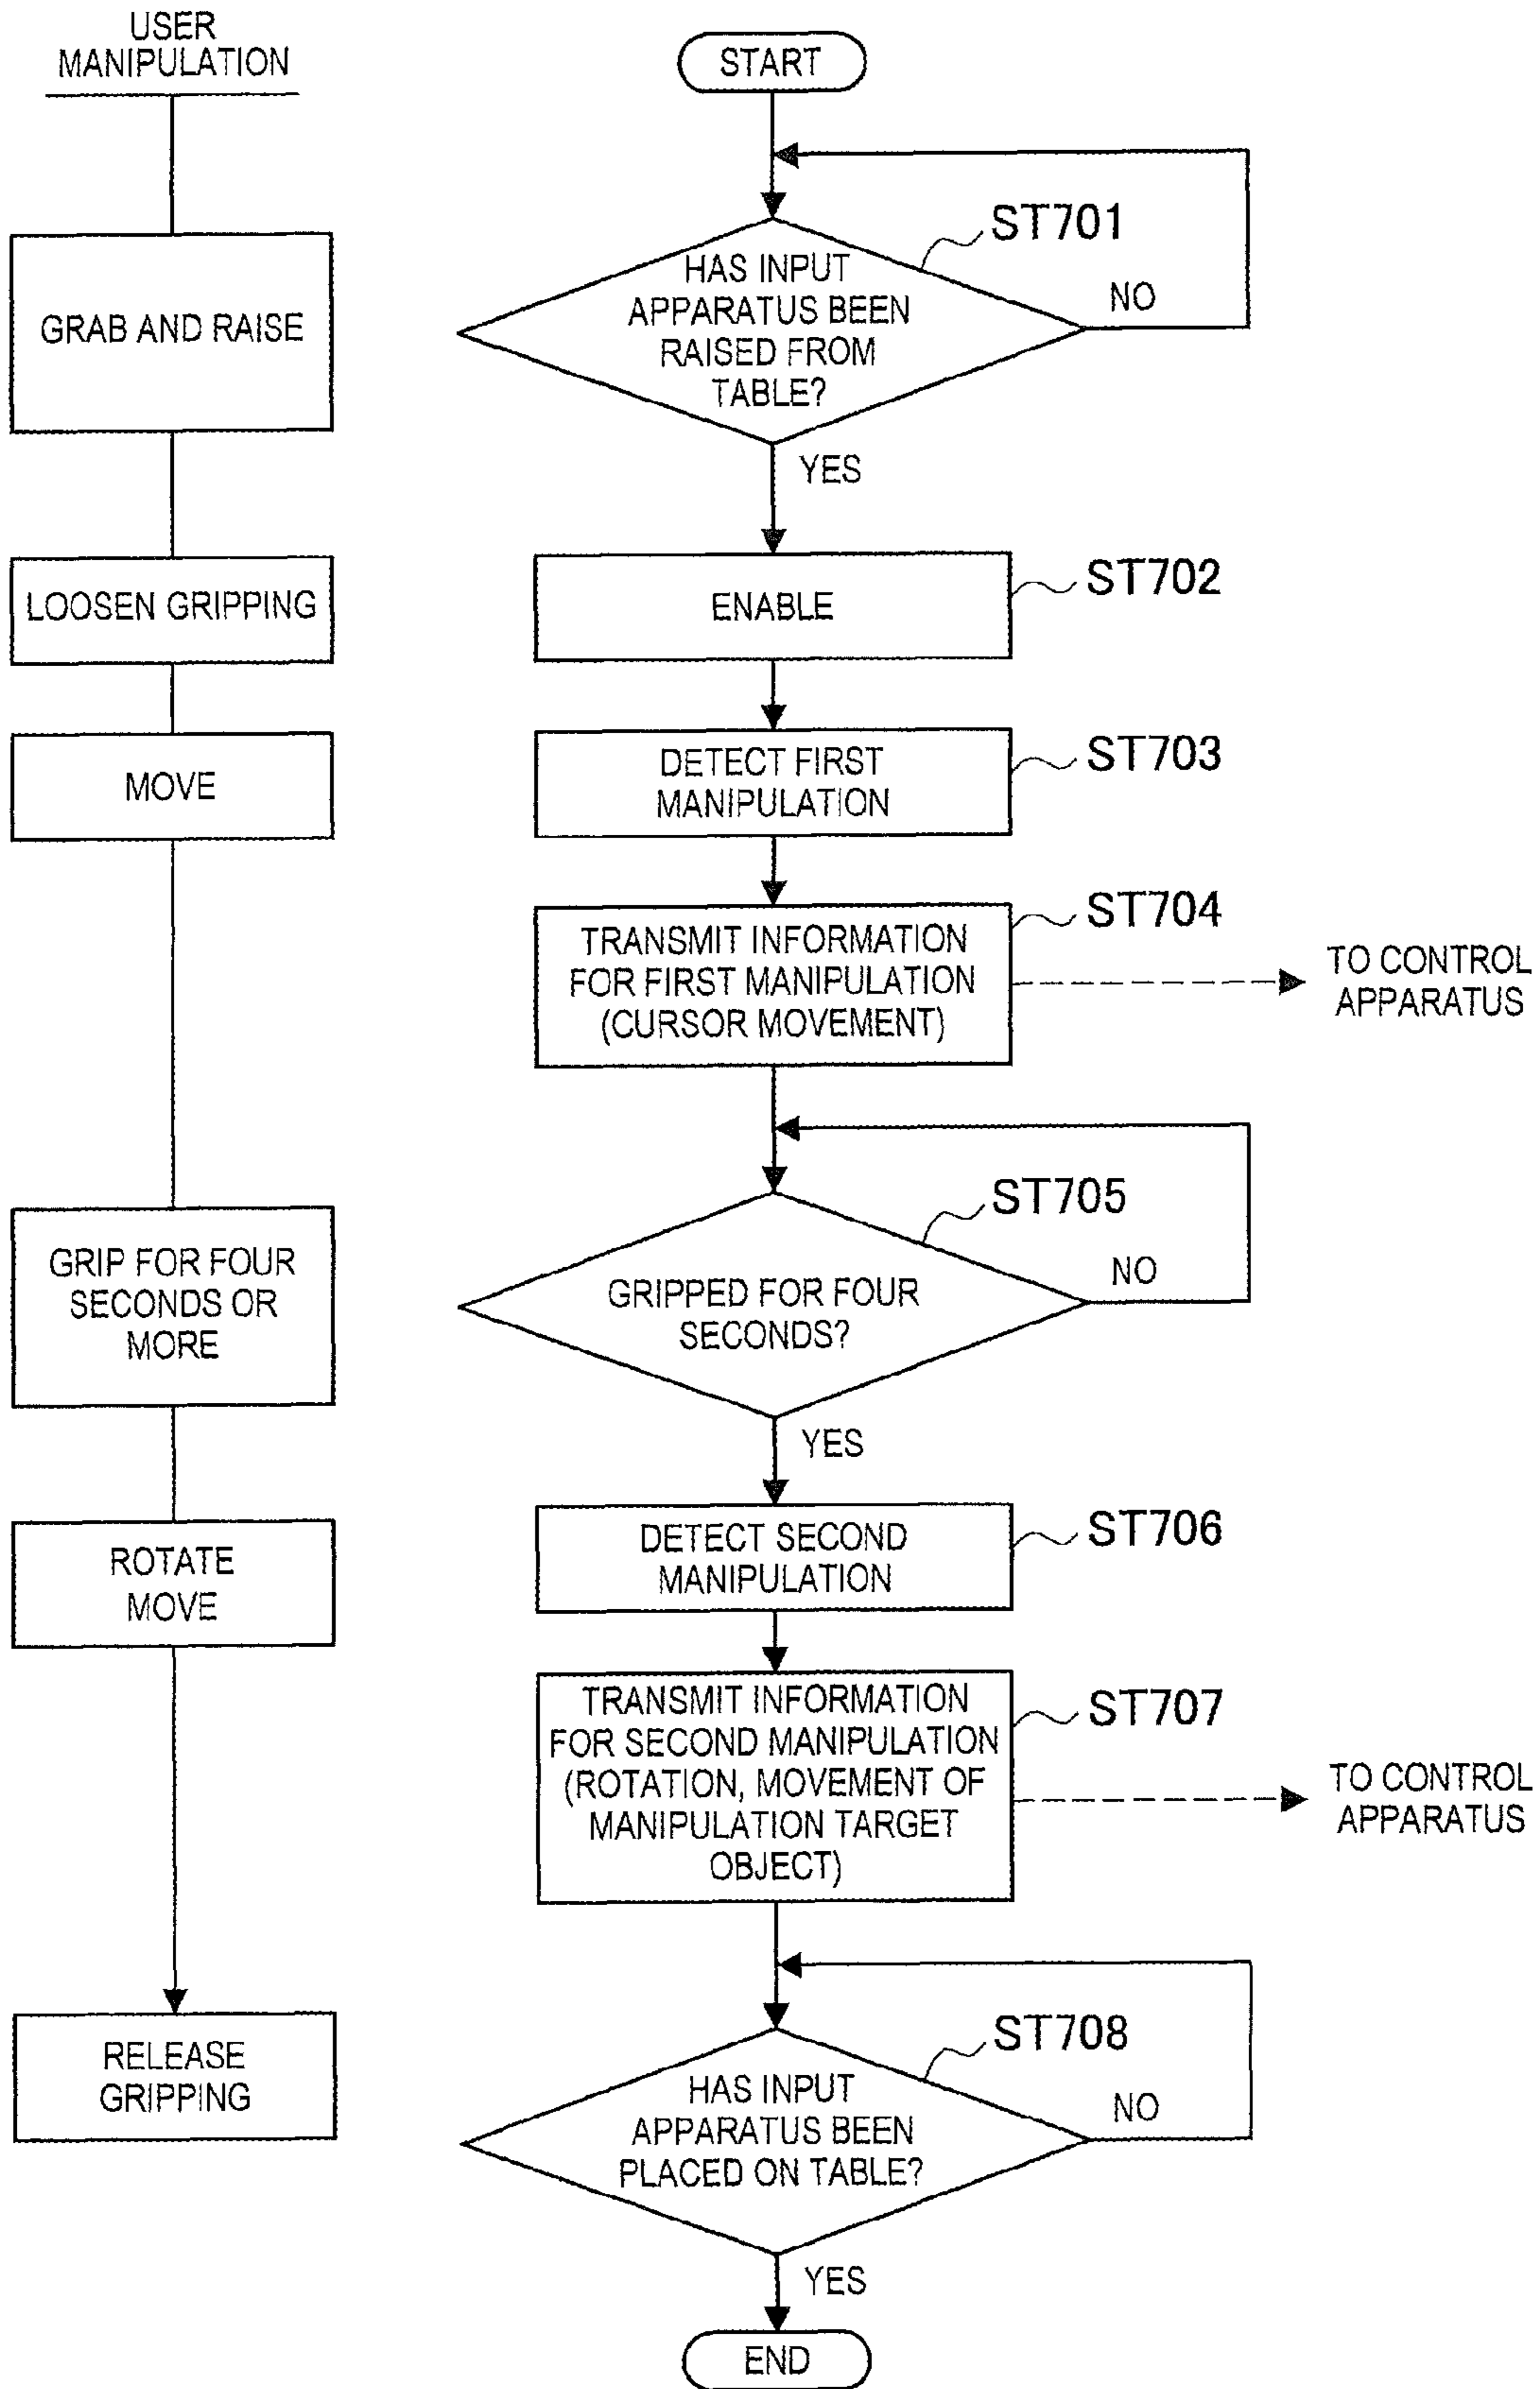 USER
MANIPULATION
GRAB AND RAISE
LOOSEN GRIPPING
MOVE
GRIP FOR FOUR
SECONDS OR
MORE
ROTATE
MOVE
RELEASE
GRIPPING
START
ST701
HAS INPUT
APPARATUS BEEN
RAISED FROM
TABLE?
NO
YES
ST702
ENABLE
ST703
DETECT FIRST
MANIPULATION
ST704
TRANSMIT INFORMATION
FOR FIRST MANIPULATION
(CURSOR MOVEMENT)
TO CONTROL
APPARATUS
ST705
GRIPPED FOR FOUR
SECONDS?
NO
YES
ST706
DETECT SECOND
MANIPULATION
ST707
TRANSMIT INFORMATION
FOR SECOND MANIPULATION
(ROTATION, MOVEMENT OF
MANIPULATION TARGET
OBJECT)
TO CONTROL
APPARATUS
ST708
HAS INPUT
APPARATUS BEEN
PLACED ON TABLE?
NO
YES
END